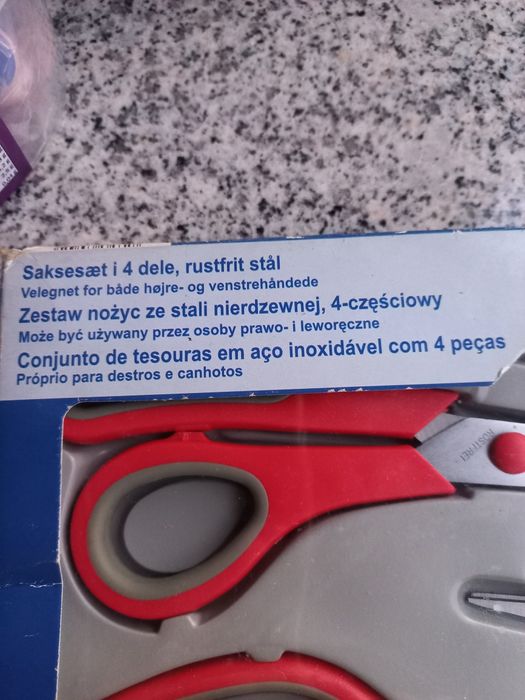 Saksesæt i 4 dele, rustfrit stål
Velegnet for både højre- og venstrehåndede
Zestaw nożyc ze stali nierdzewnej, 4-częściowy
Może być używany przez osoby prawo- i leworęczne
Conjunto de tesouras em aço inoxidável com 4 peças
Próprio para destros e canhotos
ROSTFREI